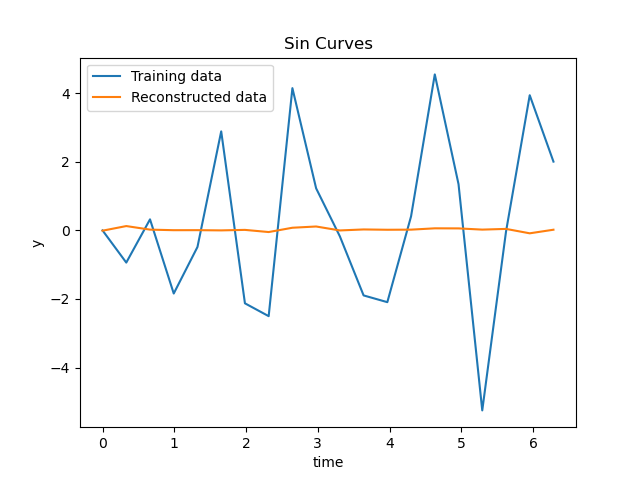 Sin Curves
Training data
Reconstructed data
4
2
0
−2
−4
y
0 1 2 3 4 5 6
time